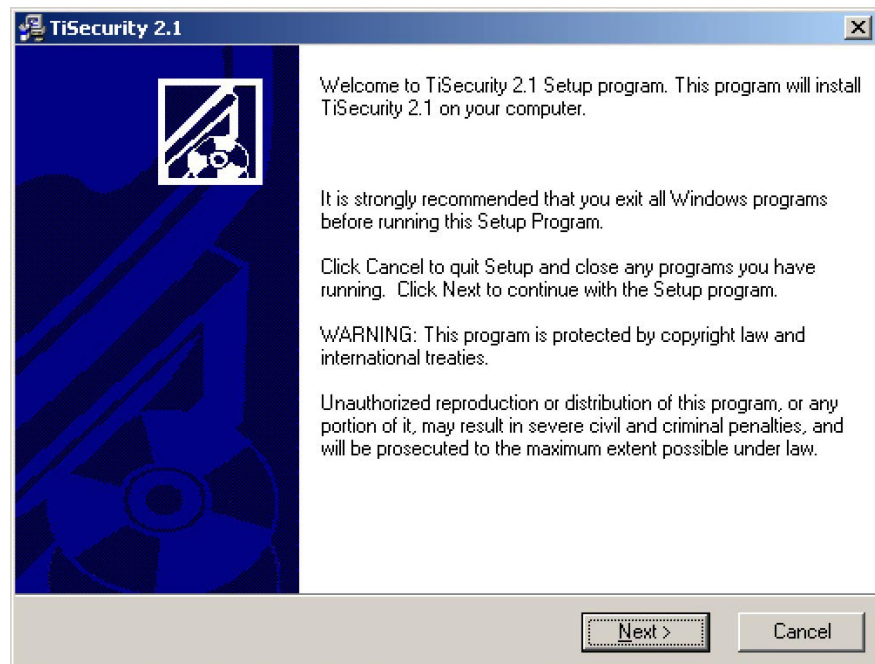 TiSecurity 2.1
Welcome to TiSecurity 2.1 Setup program. This program will install
TiSecurity 2.1 on your computer.
It is strongly recommended that you exit all Windows programs
before running this Setup Program.
Click Cancel to quit Setup and close any programs you have
running.  Click Next to continue with the Setup program.
WARNING: This program is protected by copyright law and
international treaties.
Unauthorized reproduction or distribution of this program, or any
portion of it, may result in severe civil and criminal penalties, and
will be prosecuted to the maximum extent possible under law.
Next >
Cancel